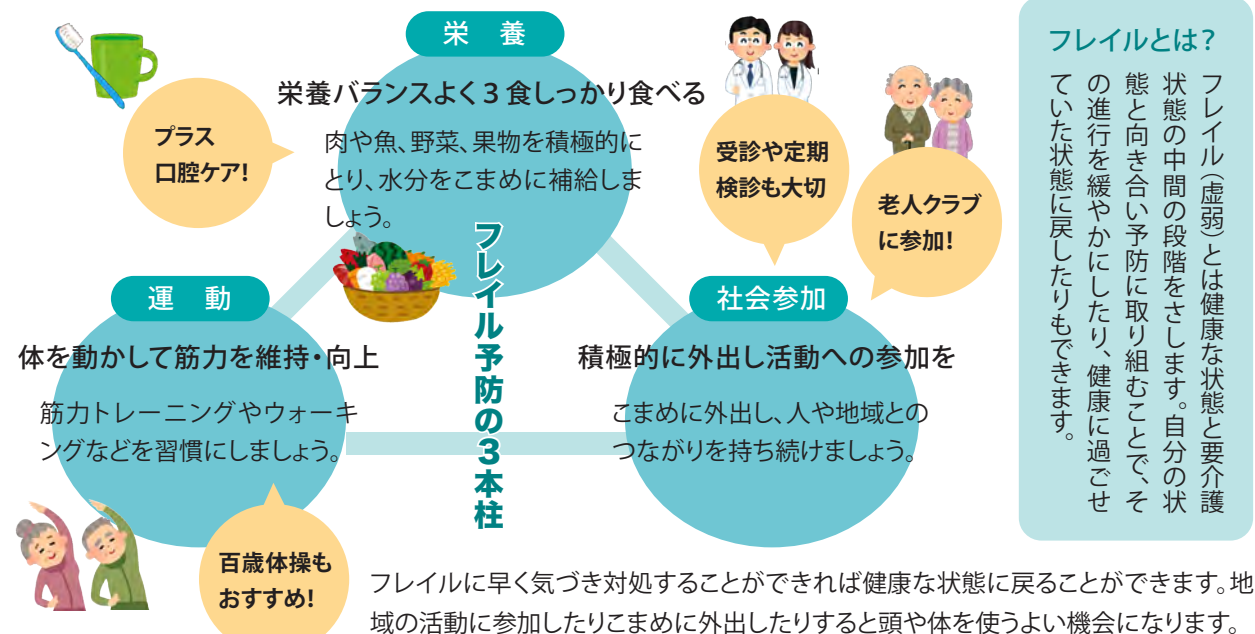 栄 養
栄養バランスよく3食しっかり食べる
肉や魚、野菜、果物を積極的に
とり、水分をこまめに補給しま
しょう。
プラス
口腔ケア!
受診や定期
検診も大切
老人クラブ
に参加!
フレイル予防の3本柱
運 動
体を動かして筋力を維持・向上
筋力トレーニングやウォーキ
ングなどを習慣にしましょう。
百歳体操も
おすすめ!
社会参加
積極的に外出し活動への参加を
こまめに外出し、人や地域との
つながりを持ち続けましょう。
フレイルとは?
フレイル(虚弱)とは健康な状態と要介護
状態の中間の段階をさします。自分の状
態と向き合い予防に取り組むことで、そ
の進行を緩やかにしたり、健康に過ごせ
ていた状態に戻したりもできます。
フレイルに早く気づき対処することができれば健康な状態に戻ることができます。地
域の活動に参加したりこまめに外出したりすると頭や体を使うよい機会になります。